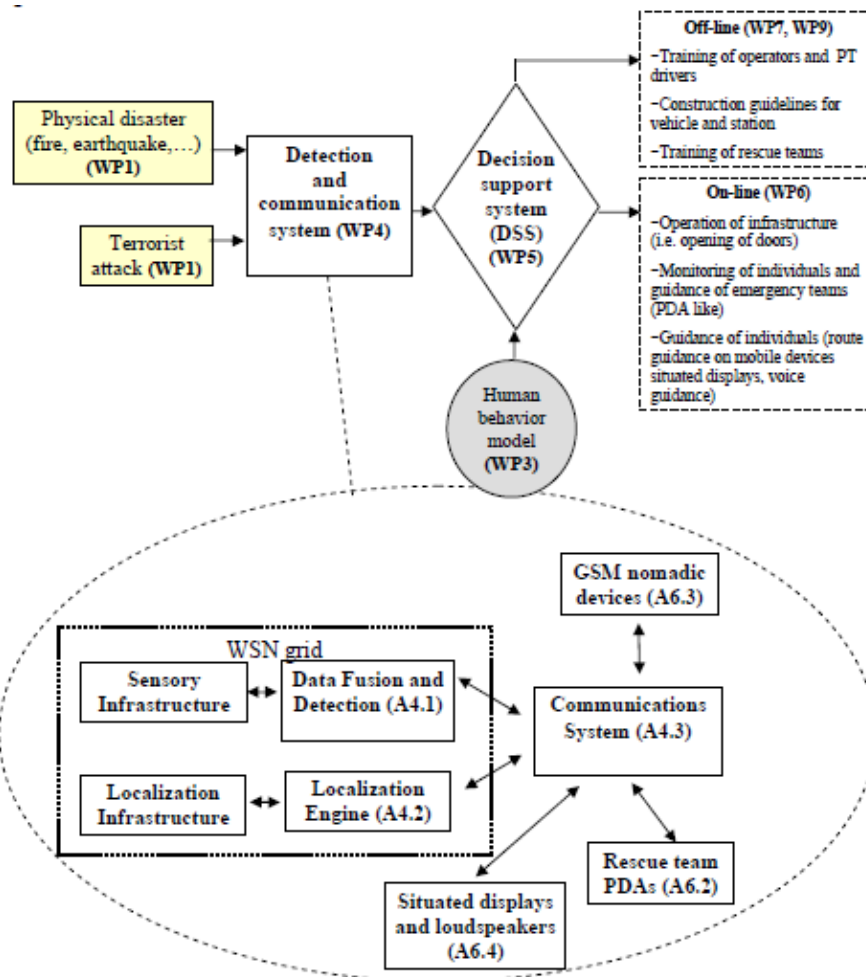 Off-line (WP7, WP9)
−Training of operators and PT
drivers
−Construction guidelines for
vehicle and station
−Training of rescue teams
Physical disaster
(fire, earthquake,…)
(WP1)
Detection
and
communication
system (WP4)
Decision
support
system
(DSS)
(WP5)
On-line (WP6)
−Operation of infrastructure
(i.e. opening of doors)
−Monitoring of individuals and
guidance of emergency teams
(PDA like)
−Guidance of individuals (route
guidance on mobile devices
situated displays, voice
guidance)
Terrorist
attack (WP1)
Human
behavior
model
(WP3)
GSM nomadic
devices (A6.3)
WSN grid
Sensory
Infrastructure
Data Fusion and
Detection (A4.1)
Communications
System (A4.3)
Localization
Infrastructure
Localization
Engine (A4.2)
Rescue team
PDAs (A6.2)
Situated displays
and loudspeakers
(A6.4)